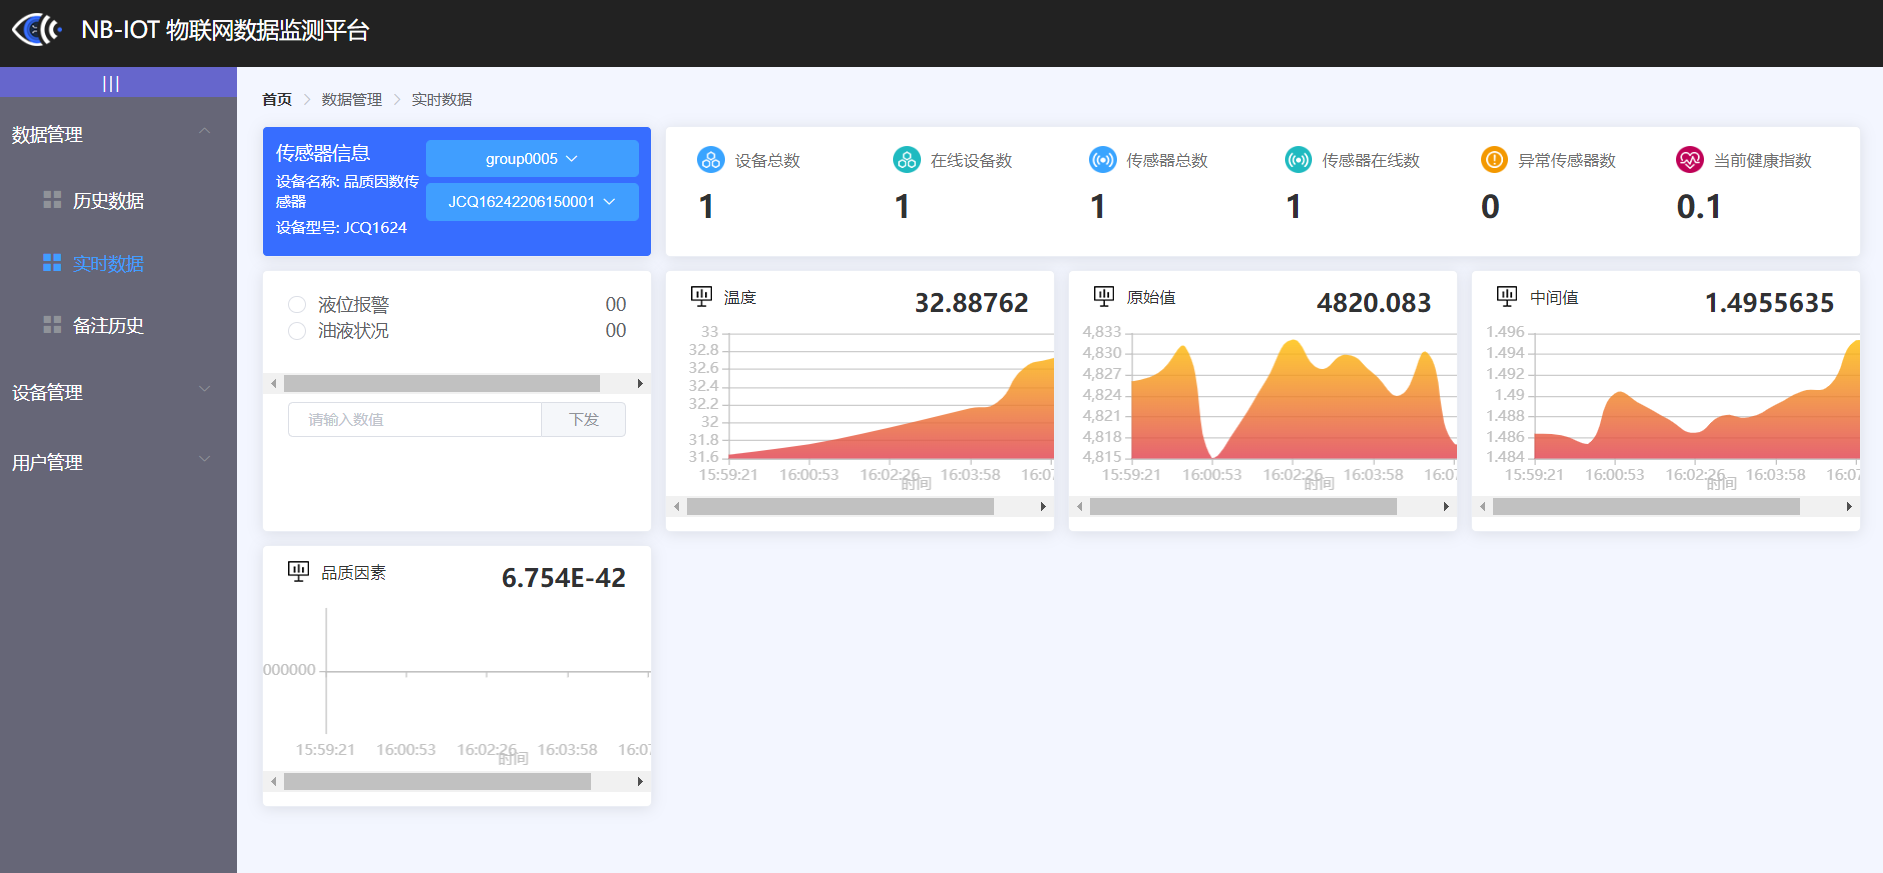 NB-IOT 物联网数据监测平台
|||
数据管理
历史数据
实时数据
备注历史
设备管理
用户管理
首页
数据管理
实时数据
传感器信息
group0005
设备名称: 品质因数传
感器
JCQ16242206150001
设备型号: JCQ1624
设备总数
1
在线设备数
1
传感器总数
1
传感器在线数
1
异常传感器数
0
当前健康指数
0.1
液位报警 00
油液状况 00
请输入数值 下发
温度 32.88762
33
32.8
32.6
32.4
32.2
32
31.8
31.6
15:59:21 16:00:53 16:02:26 16:03:58 16:07
时间
原始值 4820.083
4,833
4,830
4,827
4,824
4,821
4,818
4,815
15:59:21 16:00:53 16:02:26 16:03:58 16:07
时间
中间值 1.4955635
1.496
1.494
1.492
1.49
1.488
1.486
1.484
15:59:21 16:00:53 16:02:26 16:03:58 16:07
时间
品质因素 6.754E-42
000000
15:59:21 16:00:53 16:02:26 16:03:58 16:07
时间